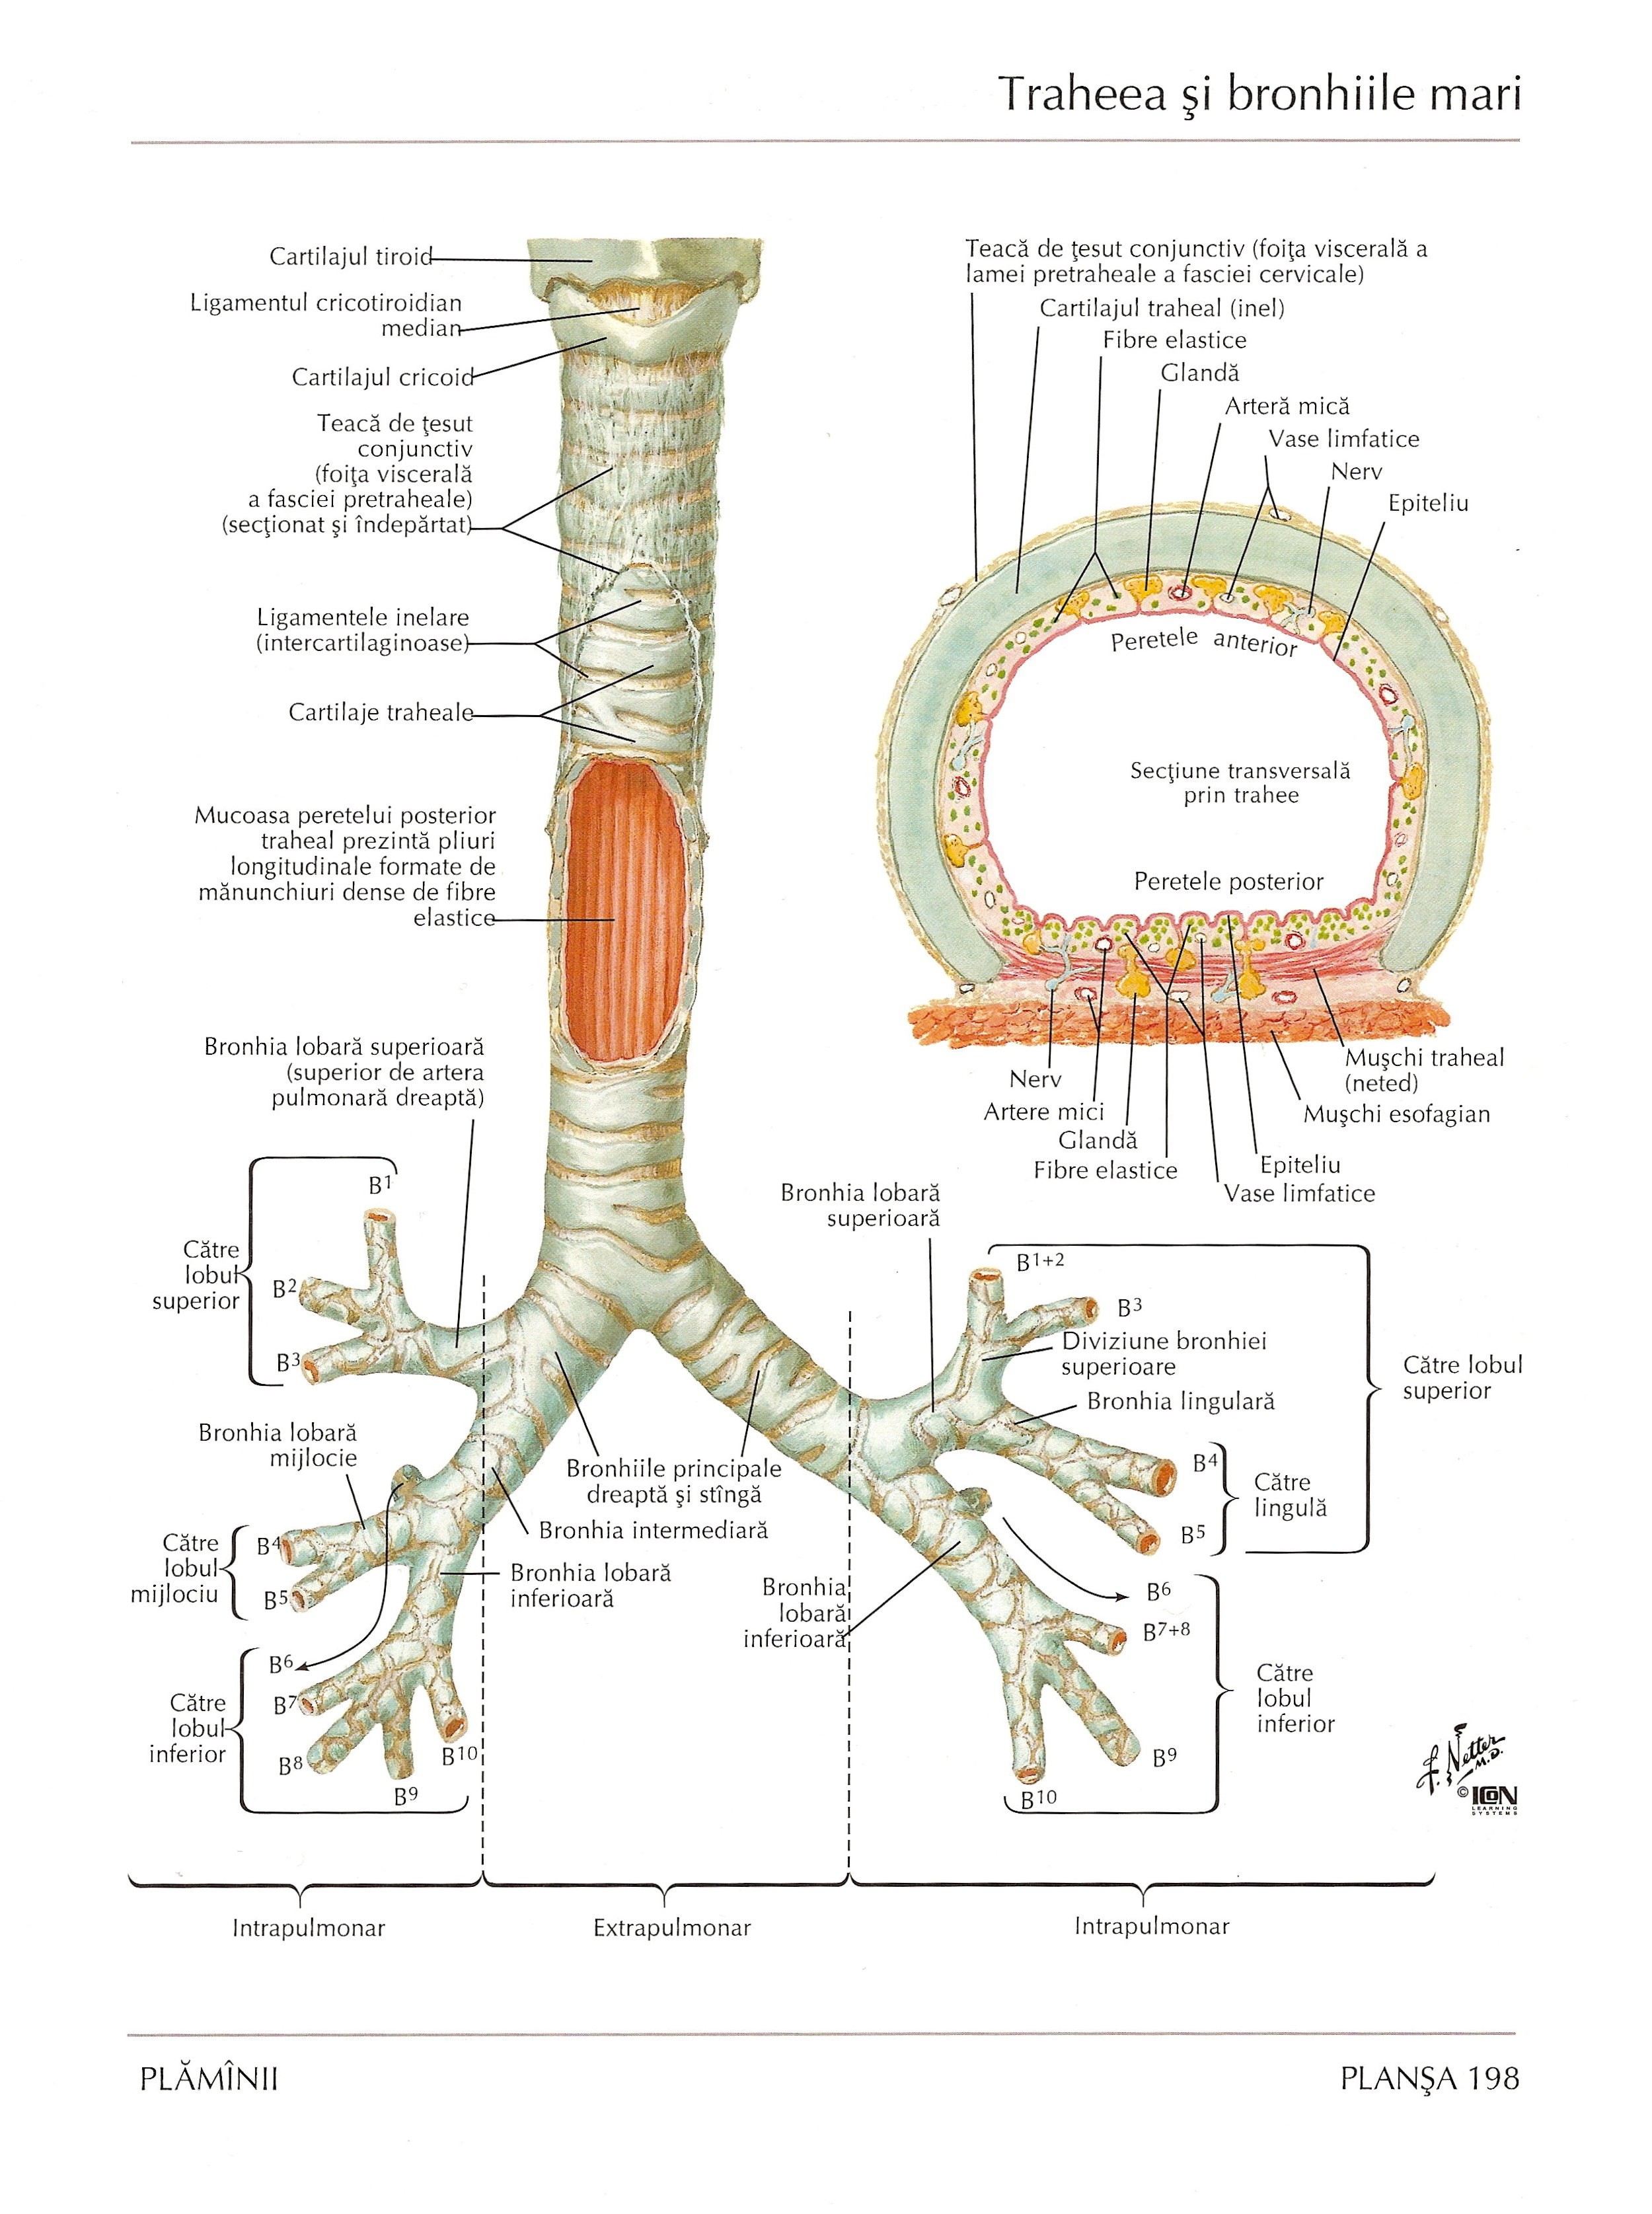 Traheea şi bronhiile mari
Cartilajul tiroid
Ligamentul cricotiroidian
median
Cartilajul cricoid
Teacă de ţesut
conjunctiv
(foiţa viscerală
a fasciei pretraheale)
(secţionat şi îndepărtat)
Ligamentele inelare
(intercartilaginoase)
Cartilaje traheale
Mucoasa peretelui posterior
traheal prezintă pliuri
longitudinale formate de
mănunchiuri dense de fibre
elastice
Teacă de ţesut conjunctiv (foiţa viscerală a
lamei pretraheale a fasciei cervicale)
Cartilajul traheal (inel)
Fibre elastice
Glandă
Arteră mică
Vase limfatice
Nerv
Epiteliu
Peretele anterior
Secţiune transversală
prin trahee
Peretele posterior
Muşchi traheal
(neted)
Muşchi esofagian
Nerv
Artere mici
Glandă
Fibre elastice
Epiteliu
Vase limfatice
Bronhia lobară superioară
(superior de artera
pulmonară dreaptă)
B1
Către
lobul
superior
B2
B3
Bronhia lobară
mijlocie
Către
lobul
mijlociu
B4
B5
Către
lobul
inferior
B6
B7
B8
B9
B10
Bronhiile principale
dreaptă şi stîngă
Bronhia intermediară
Bronhia lobară
inferioară
Bronhia lobară
superioară
B1+2
B3
Diviziune bronhiei
superioare
Bronhia lingulară
Către lobul
superior
B4
B5
Către
lingulă
Bronhia
lobară
inferioară
B6
B7+8
B9
B10
Către
lobul
inferior
F. Netter
M.D.
© ICON
LEARNING
SYSTEMS
Intrapulmonar
Extrapulmonar
Intrapulmonar
PLĂMÎNII
PLANŞA 198